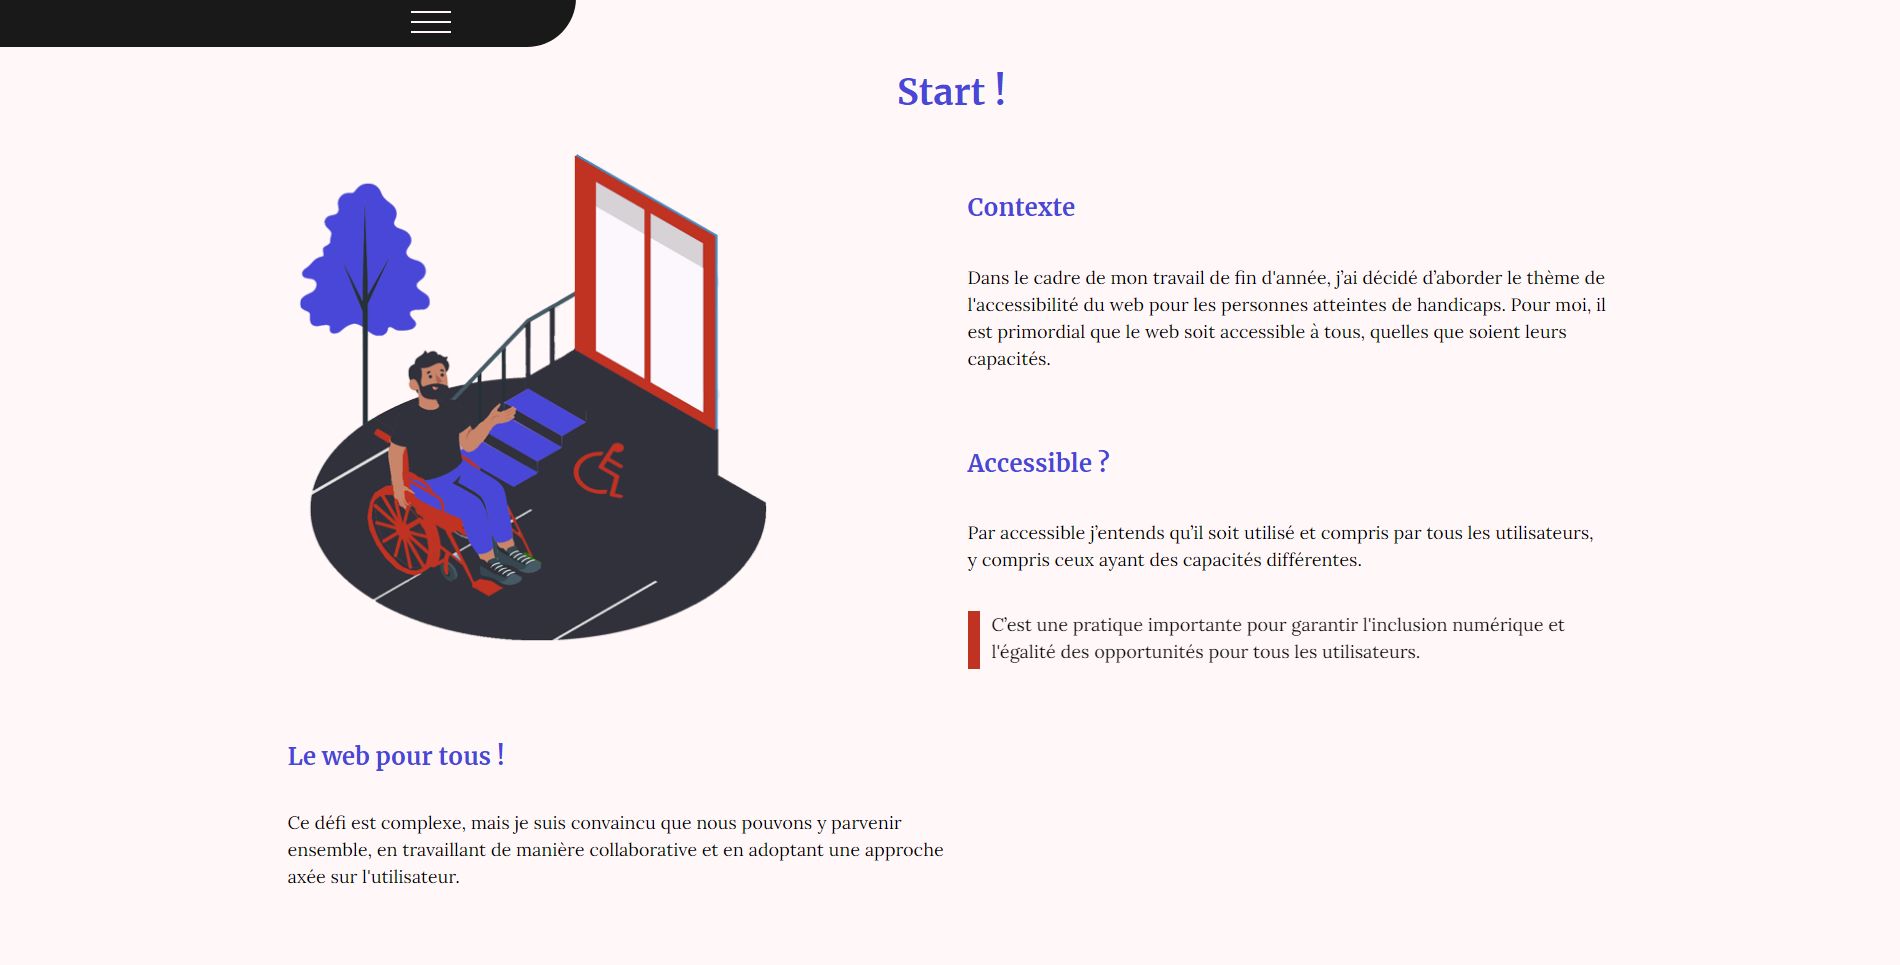 Start !
Contexte
Dans le cadre de mon travail de fin d'année, j’ai décidé d’aborder le thème de
l'accessibilité du web pour les personnes atteintes de handicaps. Pour moi, il
est primordial que le web soit accessible à tous, quelles que soient leurs
capacités.
Accessible ?
Par accessible j’entends qu’il soit utilisé et compris par tous les utilisateurs,
y compris ceux ayant des capacités différentes.
C’est une pratique importante pour garantir l'inclusion numérique et
l'égalité des opportunités pour tous les utilisateurs.
Le web pour tous !
Ce défi est complexe, mais je suis convaincu que nous pouvons y parvenir
ensemble, en travaillant de manière collaborative et en adoptant une approche
axée sur l'utilisateur.